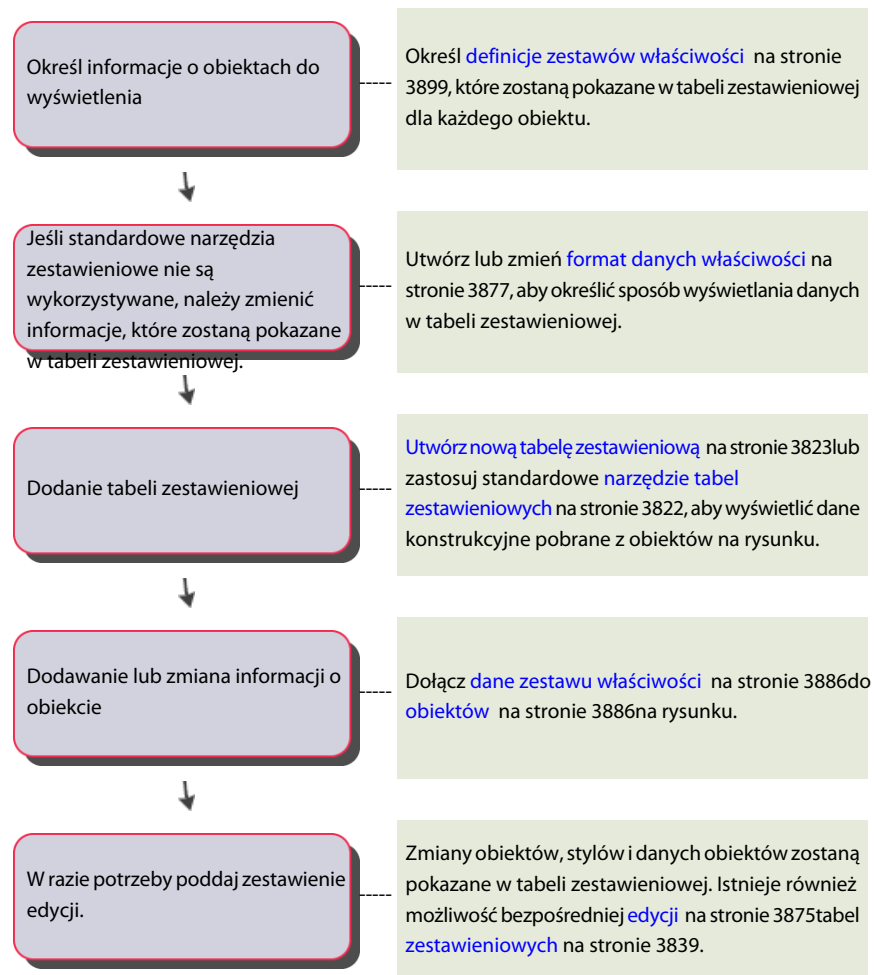 Określ informacje o obiektach do
wyświetlenia
Określ definicje zestawów właściwości na stronie
3899, które zostaną pokazane w tabeli zestawieniowej
dla każdego obiektu.
Jeśli standardowe narzędzia
zestawieniowe nie są
wykorzystywane, należy zmienić
informacje, które zostaną pokazane
w tabeli zestawieniowej.
Utwórz lub zmień format danych właściwości na
stronie 3877, aby określić sposób wyświetlania danych
w tabeli zestawieniowej.
Dodanie tabeli zestawieniowej
Utwórz nową tabelę zestawieniową na stronie 3823lub
zastosuj standardowe narzędzie tabel
zestawieniowych na stronie 3822, aby wyświetlić dane
konstrukcyjne pobrane z obiektów na rysunku.
Dodawanie lub zmiana informacji o
obiekcie
Dołącz dane zestawu właściwości na stronie 3886do
obiektów na stronie 3886na rysunku.
W razie potrzeby poddaj zestawienie
edycji.
Zmiany obiektów, stylów i danych obiektów zostaną
pokazane w tabeli zestawieniowej. Istnieje również
możliwość bezpośredniej edycji na stronie 3875tabel
zestawieniowych na stronie 3839.